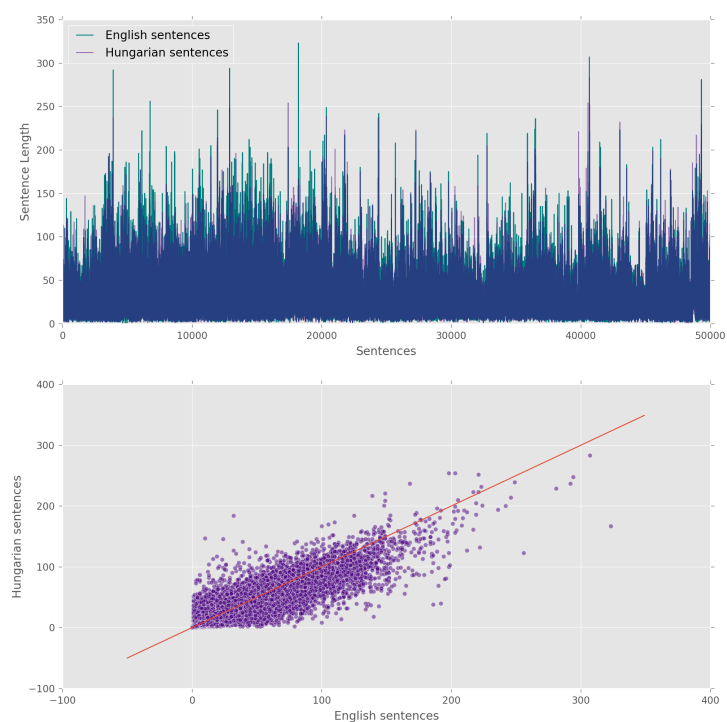 350
300
250
200
150
100
50
0
Sentence Length
English sentences
Hungarian sentences
0 10000 20000 30000 40000 50000
Sentences
400
300
200
100
0
−100
Hungarian sentences
−100 0 100 200 300 400
English sentences